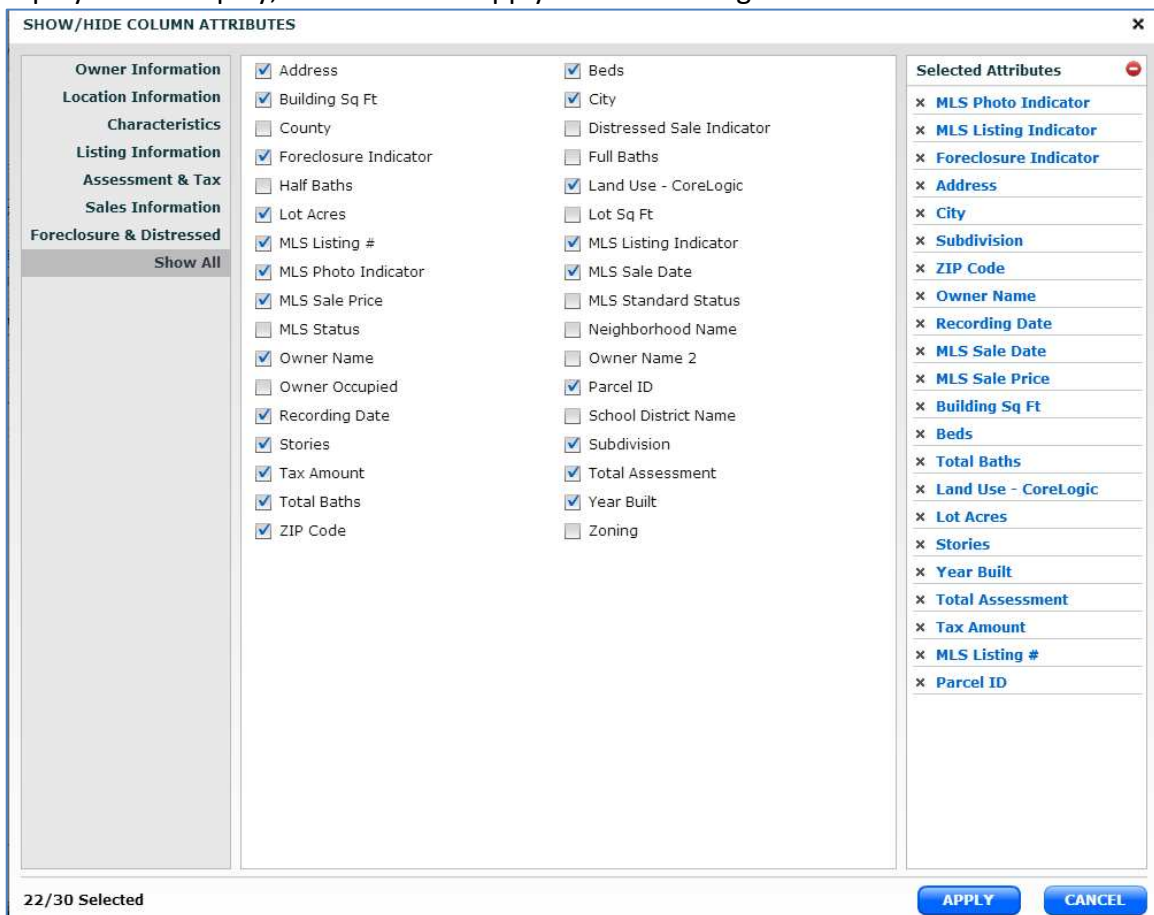 SHOW/HIDE COLUMN ATTRIBUTES
Owner Information
Location Information
Characteristics
Listing Information
Assessment & Tax
Sales Information
Foreclosure & Distressed
Show All
Address Beds
Building Sq Ft City
County Distressed Sale Indicator
Foreclosure Indicator Full Baths
Half Baths Land Use - CoreLogic
Lot Acres Lot Sq Ft
MLS Listing # MLS Listing Indicator
MLS Photo Indicator MLS Sale Date
MLS Sale Price MLS Standard Status
MLS Status Neighborhood Name
Owner Name Owner Name 2
Owner Occupied Parcel ID
Recording Date School District Name
Stories Subdivision
Tax Amount Total Assessment
Total Baths Year Built
ZIP Code Zoning
Selected Attributes
MLS Photo Indicator
MLS Listing Indicator
Foreclosure Indicator
Address
City
Subdivision
ZIP Code
Owner Name
Recording Date
MLS Sale Date
MLS Sale Price
Building Sq Ft
Beds
Total Baths
Land Use - CoreLogic
Lot Acres
Stories
Year Built
Total Assessment
Tax Amount
MLS Listing #
Parcel ID
22/30 Selected
APPLY CANCEL